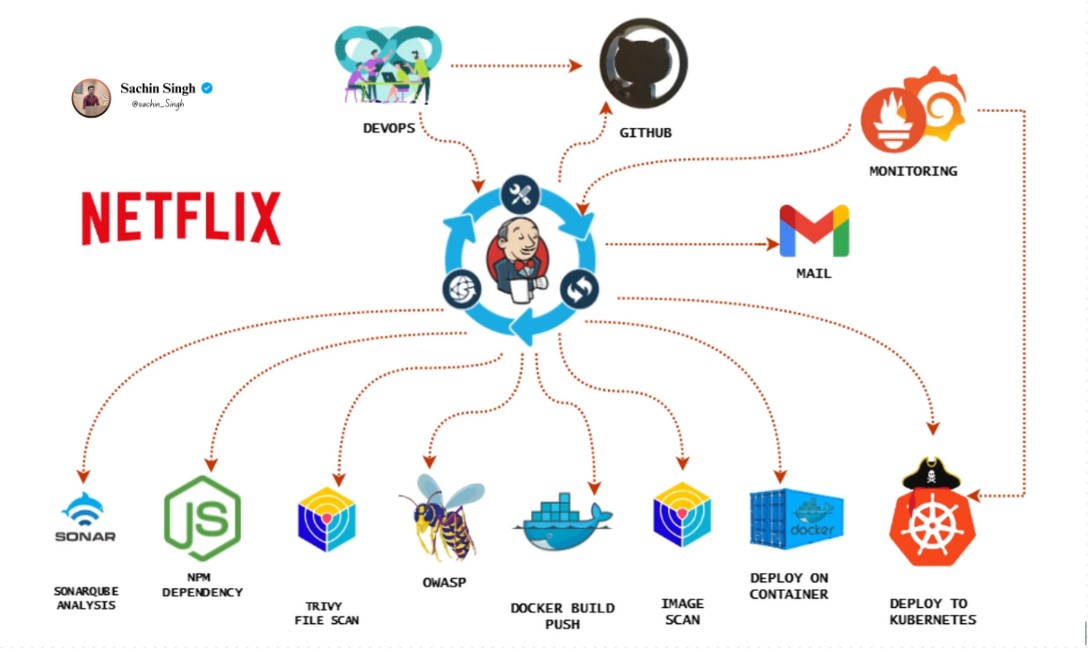 Sachin Singh
@sachin_Singh
NETFLIX
DEVOPS
GITHUB
MONITORING
MAIL
SONAR
SONARQUBE
ANALYSIS
JS
NPM
DEPENDENCY
TRIVY
FILE SCAN
OWASP
DOCKER BUILD
PUSH
IMAGE
SCAN
docker
DEPLOY ON
CONTAINER
DEPLOY TO
KUBERNETES